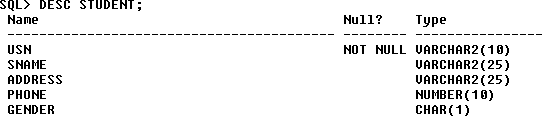 SQL> DESC STUDENT;
Name Null? Type
----------------------------------------- -------- ----------------
USN NOT NULL VARCHAR2(10)
SNAME VARCHAR2(25)
ADDRESS VARCHAR2(25)
PHONE NUMBER(10)
GENDER CHAR(1)